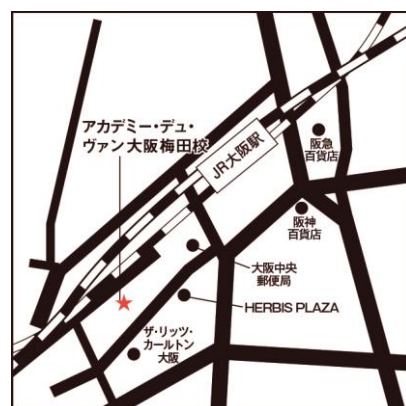 アカデミー・デュ・
ヴァン大阪梅田校
JR大阪駅
阪急
百貨店
阪神
百貨店
大阪中央
郵便局
HERBIS PLAZA
ザ・リッツ・
カールトン
大阪